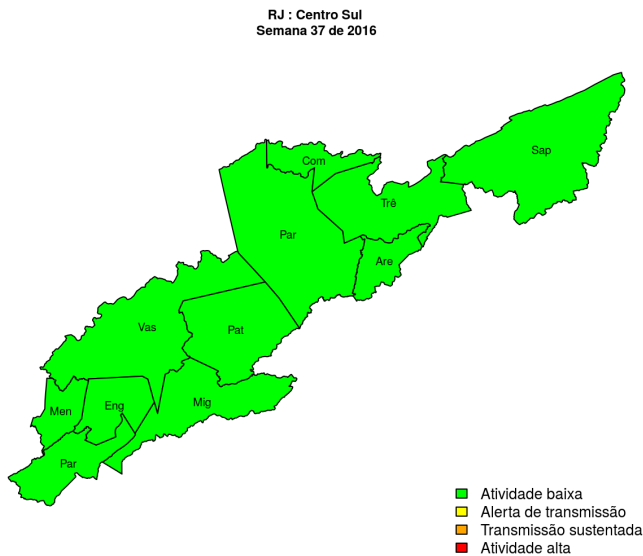 RJ : Centro Sul
Semana 37 de 2016
Sap
Com
Trê
Par
Are
Vas
Pat
Mig
Eng
Men
Par
Atividade baixa
Alerta de transmissão
Transmissão sustentada
Atividade alta